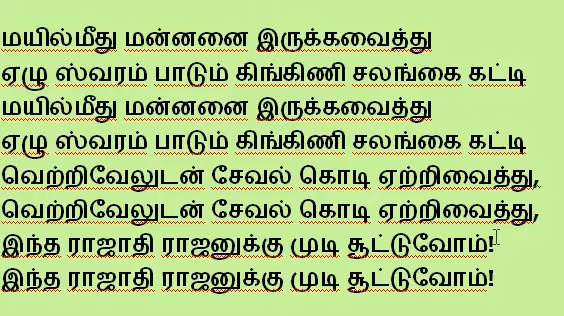 மயில்மீது மன்னனை இருக்கவைத்து
ஏழு ஸ்வரம் பாடும் கிங்கிணி சலங்கை கட்டி
மயில்மீது மன்னனை இருக்கவைத்து
ஏழு ஸ்வரம் பாடும் கிங்கிணி சலங்கை கட்டி
வெற்றிவேலுடன் சேவல் கொடி ஏற்றிவைத்து,
வெற்றிவேலுடன் சேவல் கொடி ஏற்றிவைத்து,
இந்த ராஜாதி ராஜனுக்கு முடி சூட்டுவோம்!
இந்த ராஜாதி ராஜனுக்கு முடி சூட்டுவோம்!